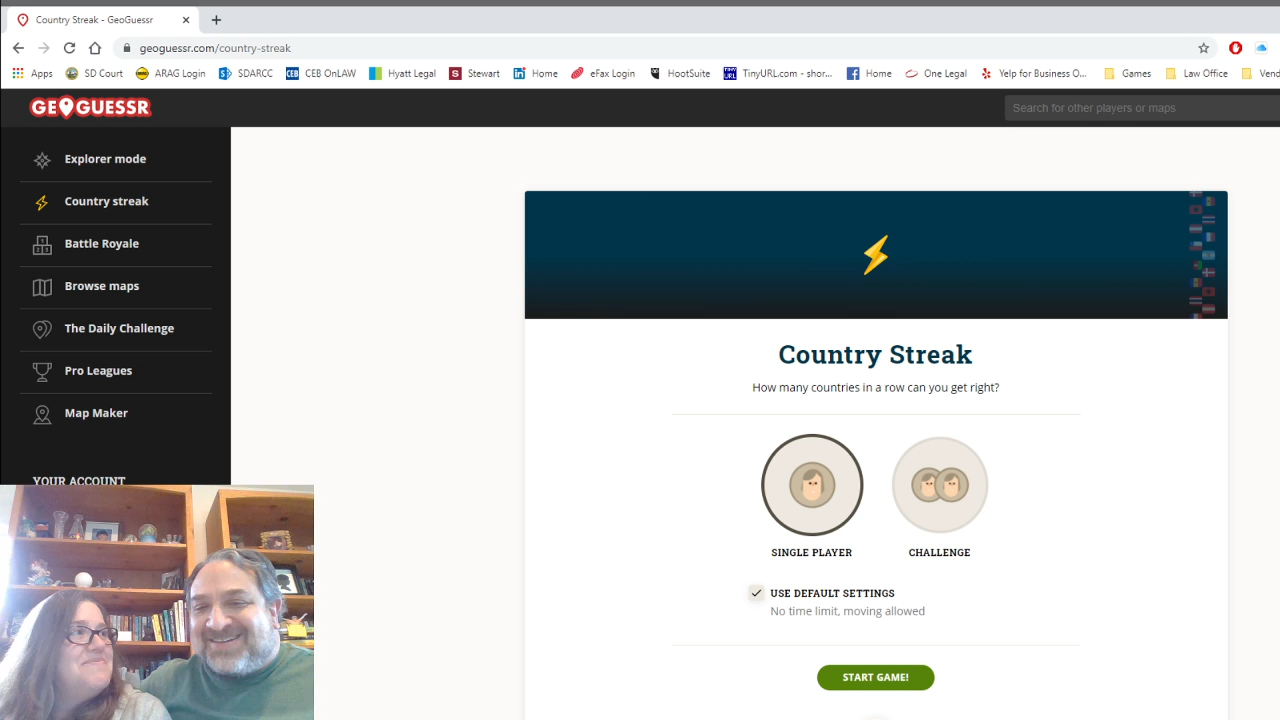 Country Streak - GeoGuessr
geoguessr.com/country-streak
Apps SD Court ARAG Login SDARCC CEB OnLAW Hyatt Legal Stewart Home eFax Login HootSuite TinyURL.com - shor... Home One Legal Yelp for Business O... Games Law Office Vend
GEOGUESSR
Search for other players or maps
Explorer mode
Country streak
Battle Royale
Browse maps
The Daily Challenge
Pro Leagues
Map Maker
YOUR ACCOUNT
Country Streak
How many countries in a row can you get right?
SINGLE PLAYER CHALLENGE
USE DEFAULT SETTINGS
No time limit, moving allowed
START GAME!